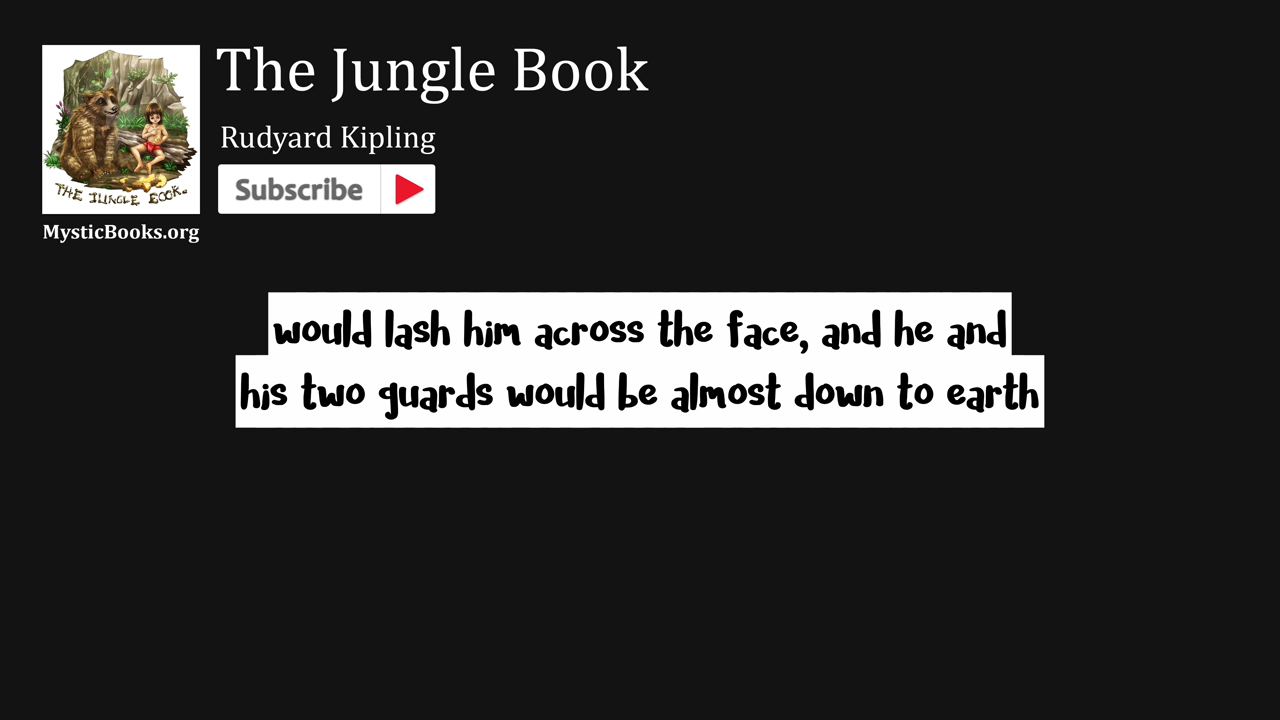 The Jungle Book
Rudyard Kipling
Subscribe
THE JUNGLE BOOK.
MysticBooks.org
would lash him across the face, and he and
his two guards would be almost down to earth